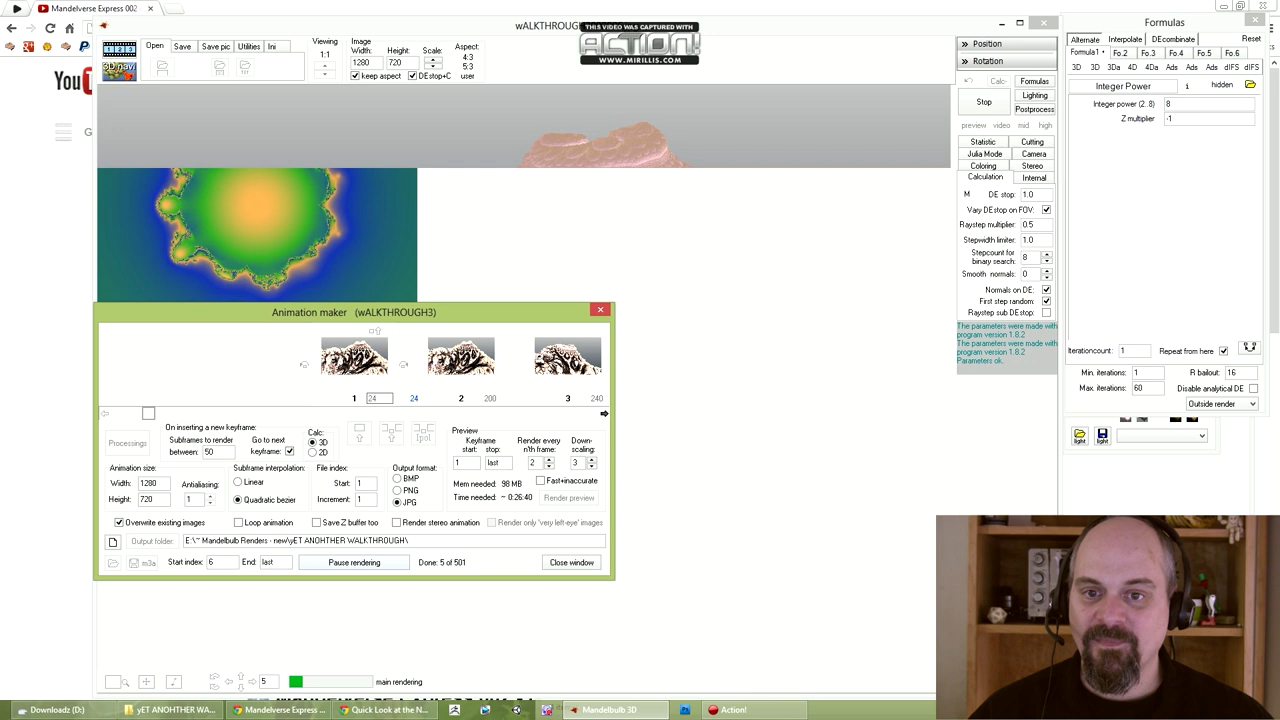 Mandelverse Express 002
wALKTHROUGH
THIS VIDEO WAS CAPTURED WITH
ACTION!
WWW.MIRILLIS.COM
You
G
Open
Save
Save pic
Utilities
Ini
3D nav
Viewing
1:1
Image
Width:
Height:
Scale:
Aspect:
1280
720
4:3
5:3
user
keep aspect
DEstop+C
Position
Rotation
Calc-
Formulas
Stop
Lighting
Postprocess
preview video mid high
Statistic
Cutting
Julia Mode
Camera
Coloring
Stereo
Calculation
Internal
M DE stop: 1.0
Vary DEstop on FOV:
Raystep multiplier: 0.5
Stepwidth limiter: 1.0
Stepcount for
binary search: 8
Smooth normals: 0
Normals on DE:
First step random:
Raystep sub DEstop:
The parameters were made with
program version 1.8.2
The parameters were made with
program version 1.8.2
Parameters ok.
Formulas
Alternate
Interpolate
DEcombinate
Reset
Formula1 *
Fo.2
Fo.3
Fo.4
Fo.5
Fo.6
3D 3D 3Da 4D 4Da Ads Ads Ads dIFS dIFS
Integer Power
i
hidden
Integer power (2..8) 8
Z multiplier -1
Iterationcount: 1
Repeat from here
Min. iterations: 1
R bailout: 16
Max. iterations: 60
Disable analytical DE
Outside render
light
light
Animation maker (wALKTHROUGH3)
1 24 24 2 200 3 240
Processings
On inserting a new keyframe:
Subframes to render
between: 50
Go to next
keyframe:
Calc:
3D
2D
Ipol
Preview
Keyframe
start:
stop:
1
last
Render every
n'th frame:
2
Down-
scaling:
3
Animation size:
Width: 1280
Height: 720
Antialiasing:
1
Subframe interpolation:
Linear
Quadratic bezier
File index:
Start: 1
Increment: 1
Output format:
BMP
PNG
JPG
Mem needed: 98 MB
Time needed: ~ 0:26:40
Fast+inaccurate
Render preview
Overwrite existing images
Loop animation
Save Z buffer too
Render stereo animation
Render only 'very left-eye' images
Output folder:
E:\~ Mandelbulb Renders - new\yET ANOHTHER WALKTHROUGH\
m3a
Start index: 6
End: last
Pause rendering
Done: 5 of 501
Close window
5
main rendering
Downloadz (D:)
yET ANOHTHER WA...
Mandelverse Express ...
Quick Look at the N...
Mandelbulb 3D
Action!